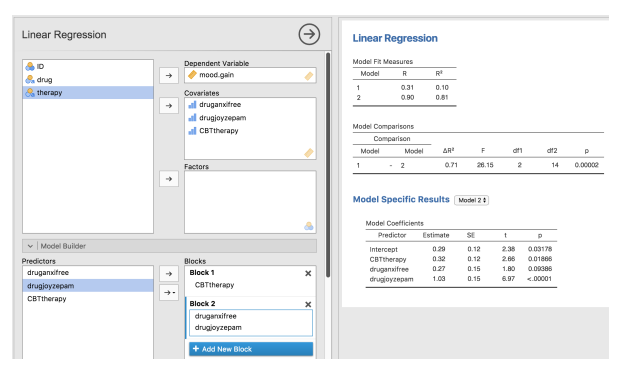 Linear Regression
ID
drug
therapy
Dependent Variable
mood.gain
Covariates
druganxifree
drugjoyzepam
CBTtherapy
Factors
Model Builder
Predictors
druganxifree
drugjoyzepam
CBTtherapy
Blocks
Block 1
CBTtherapy
Block 2
druganxifree
drugjoyzepam
+ Add New Block
Linear Regression
Model Fit Measures
Model R R²
1 0.31 0.10
2 0.90 0.81
Model Comparisons
Comparison
Model Model ΔR² F df1 df2 p
1 - 2 0.71 26.15 2 14 0.00002
Model Specific Results Model 2
Model Coefficients
Predictor Estimate SE t p
Intercept 0.29 0.12 2.38 0.03178
CBTtherapy 0.32 0.12 2.66 0.01866
druganxifree 0.27 0.15 1.80 0.09386
drugjoyzepam 1.03 0.15 6.97 <.00001